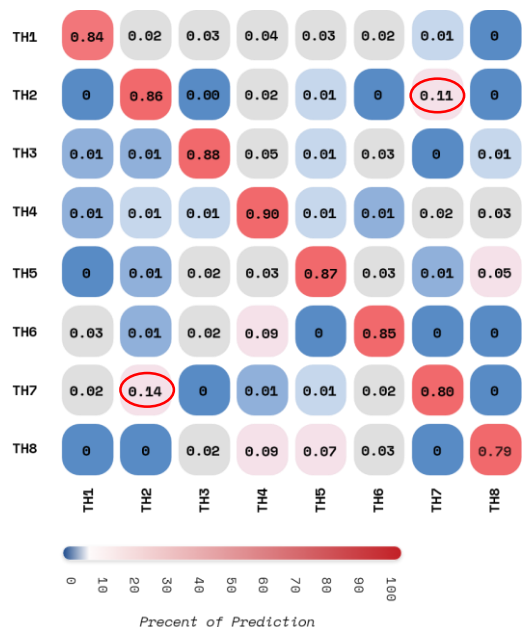 TH1 0.84 0.02 0.03 0.04 0.03 0.02 0.01 0
TH2 0 0.86 0.00 0.02 0.01 0 0.11 0
TH3 0.01 0.01 0.88 0.05 0.01 0.03 0 0.01
TH4 0.01 0.01 0.01 0.90 0.01 0.01 0.02 0.03
TH5 0 0.01 0.02 0.03 0.87 0.03 0.01 0.05
TH6 0.03 0.01 0.02 0.09 0 0.85 0 0
TH7 0.02 0.14 0 0.01 0.01 0.02 0.80 0
TH8 0 0 0.02 0.09 0.07 0.03 0 0.79
TH1 TH2 TH3 TH4 TH5 TH6 TH7 TH8
0 10 20 30 40 50 60 70 80 90 100
Precent of Prediction